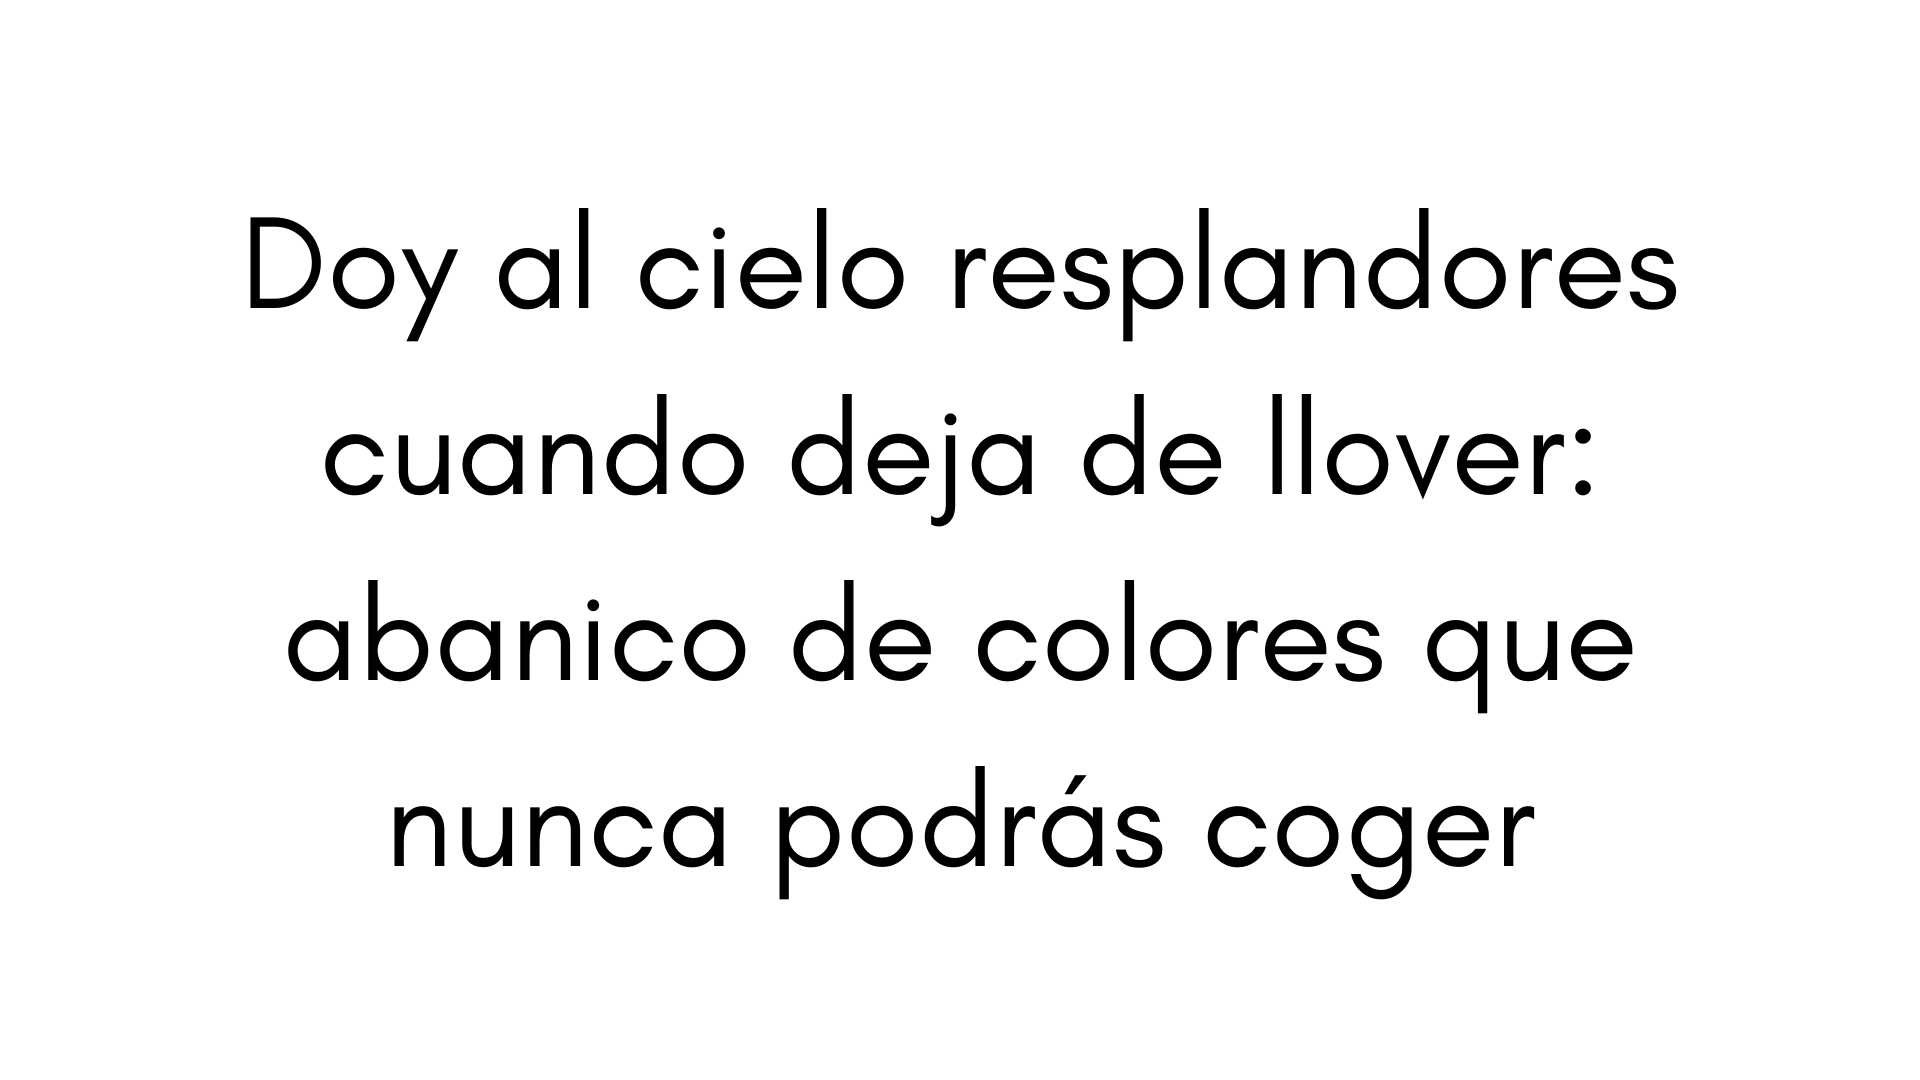 Doy al cielo resplandores
cuando deja de llover:
abanico de colores que
nunca podrás coger